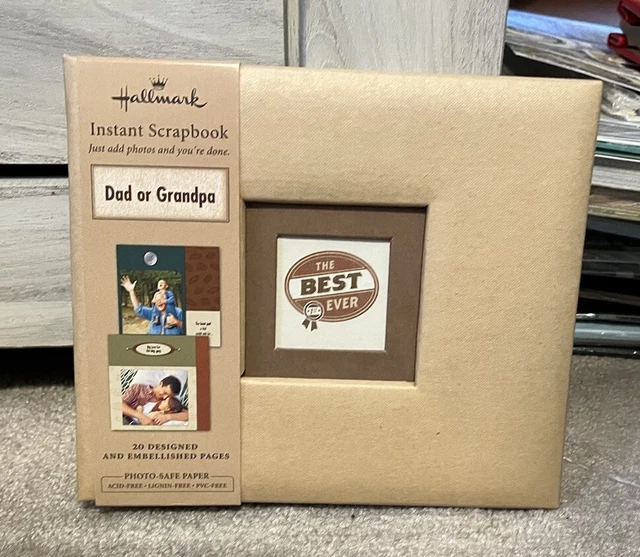 Hallmark
Instant Scrapbook
Just add photos and you're done.
Dad or Grandpa
20 DESIGNED
AND EMBELLISHED PAGES
PHOTO-SAFE PAPER
ACID-FREE • LIGNIN-FREE • PVC-FREE
THE
BEST
EVER